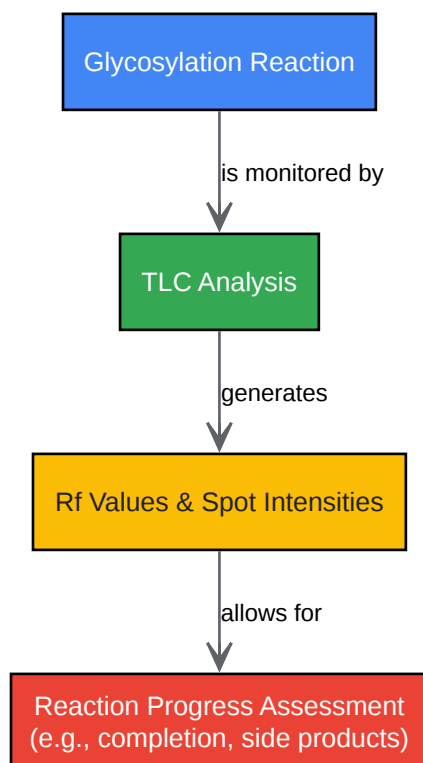 Glycosylation Reaction
is monitored by
TLC Analysis
generates
Rf Values & Spot Intensities
allows for
Reaction Progress Assessment
(e.g., completion, side products)